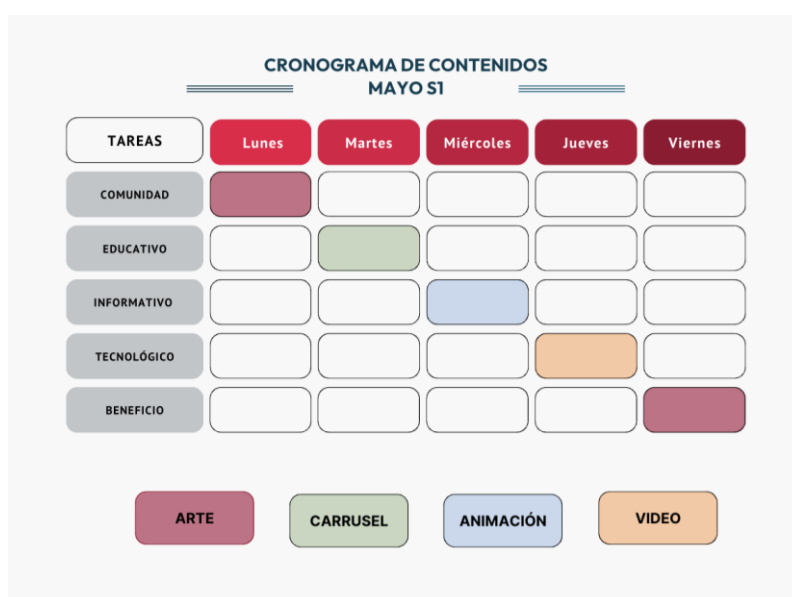 CRONOGRAMA DE CONTENIDOS
MAYO S1
TAREAS Lunes Martes Miércoles Jueves Viernes
COMUNIDAD
EDUCATIVO
INFORMATIVO
TECNOLÓGICO
BENEFICIO
ARTE CARRUSEL ANIMACIÓN VIDEO